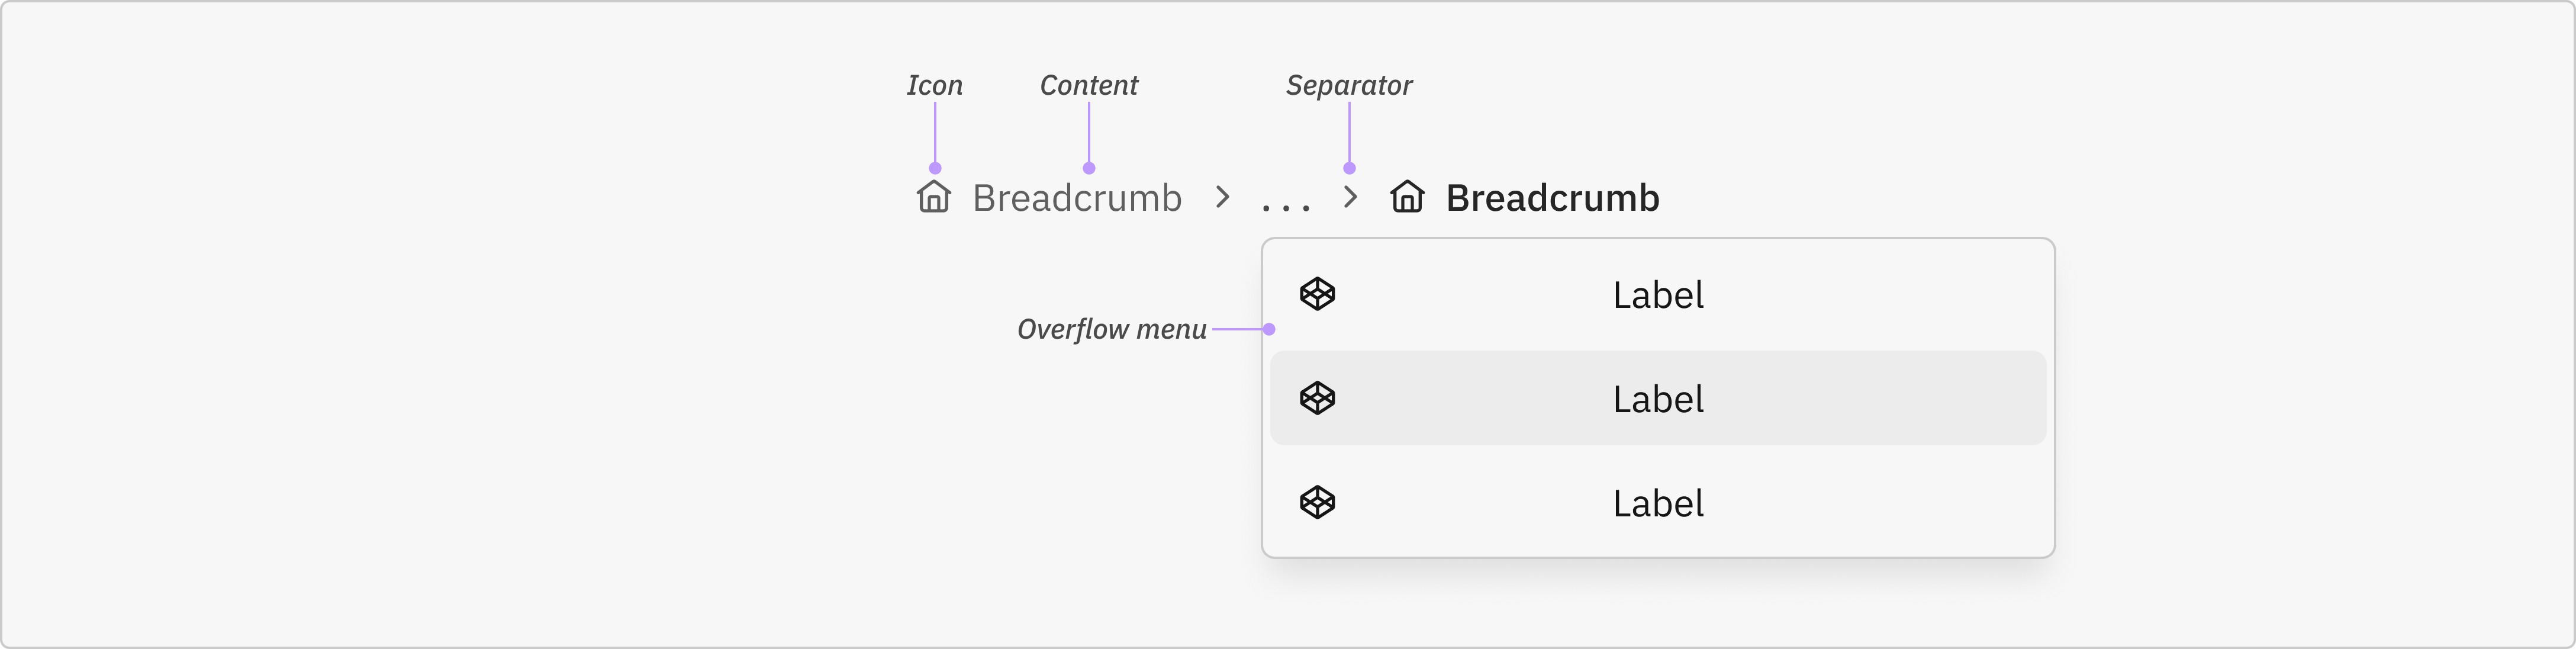 Icon Content Separator
Breadcrumb > ... > Breadcrumb
Label
Overflow menu
Label
Label